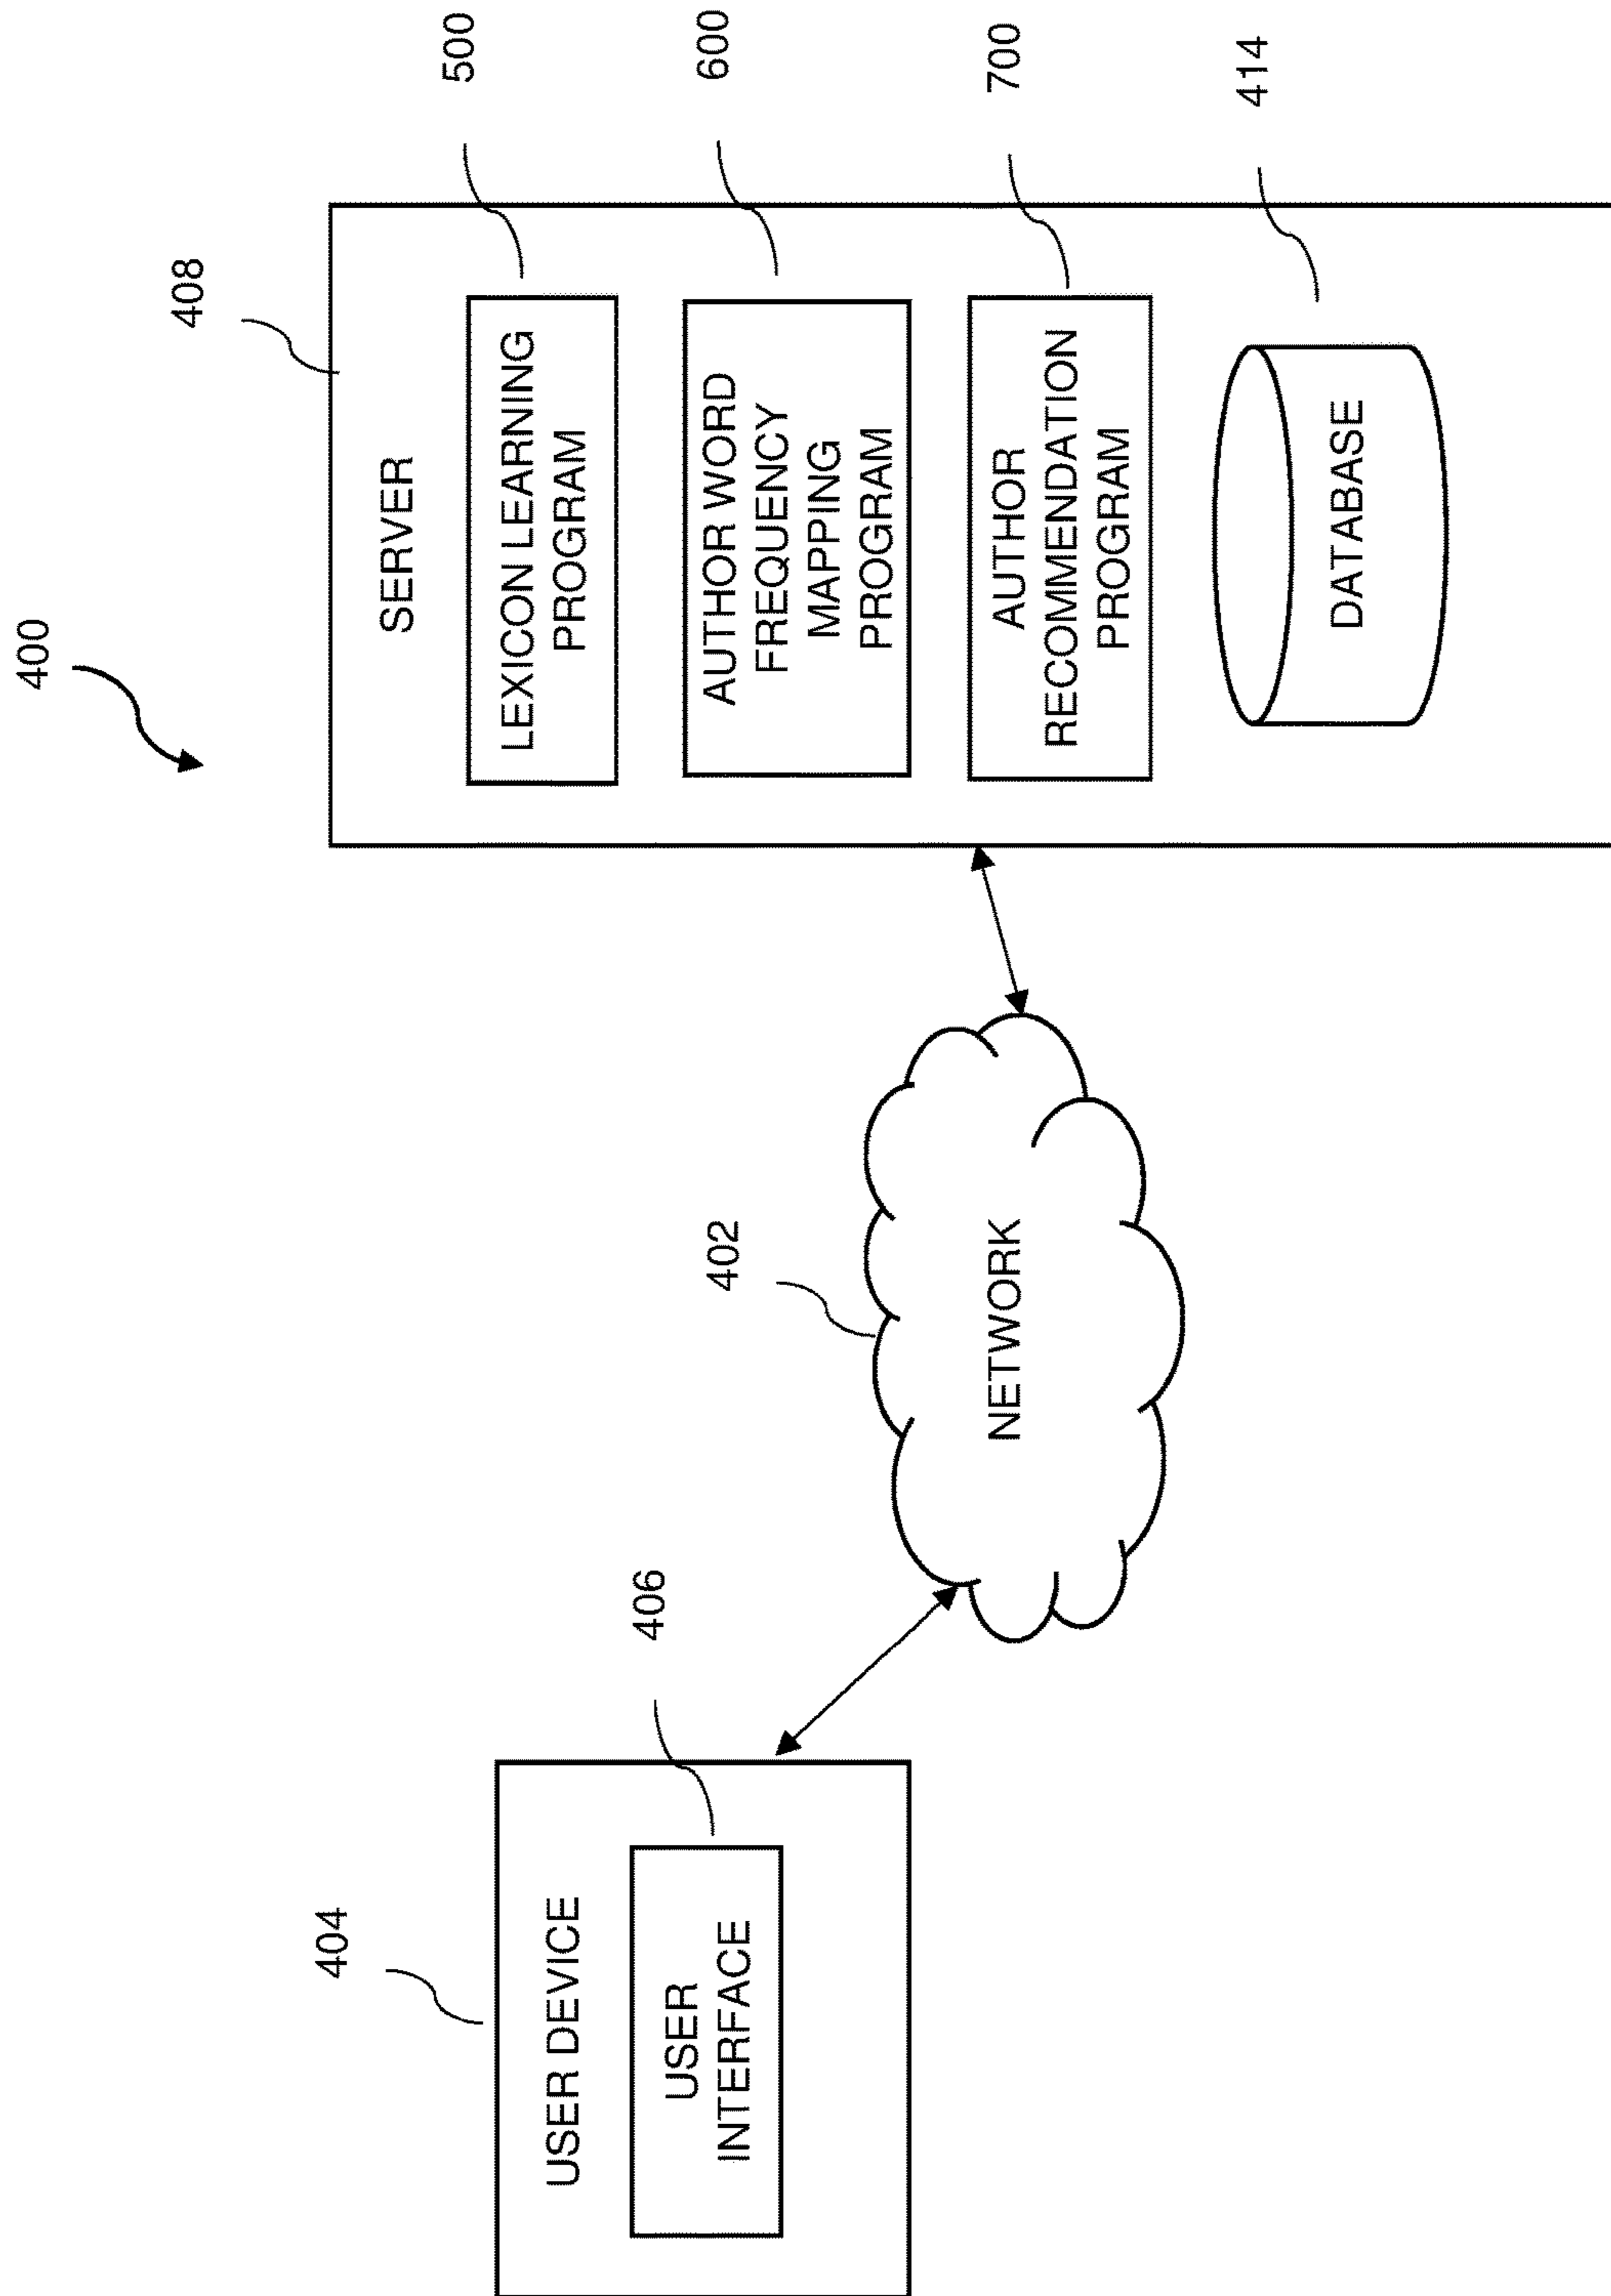 400
404
USER DEVICE
406
USER
INTERFACE
402
NETWORK
408
SERVER
500
LEXICON LEARNING
PROGRAM
600
AUTHOR WORD
FREQUENCY
MAPPING
PROGRAM
700
AUTHOR
RECOMMENDATION
PROGRAM
414
DATABASE